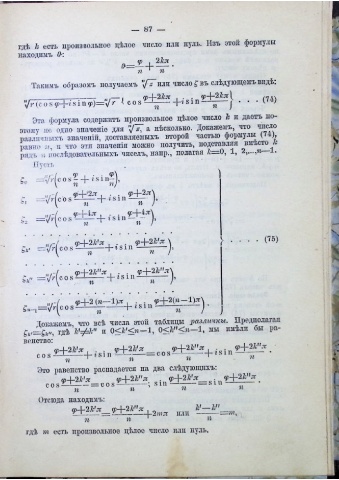 — 87 —
гдѣ k есть произвольное цѣлое число или нуль. Изъ этой формулы
находимъ ϑ:
ϑ = φ/n + 2kπ/n .
Такимъ образомъ получаемъ ⁿ√x или число ζ въ слѣдующемъ видѣ:
ⁿ√r(cos φ+i sin φ) = ⁿ√r { cos (φ+2kπ)/n + i sin (φ+2kπ)/n } . . . . (74)
Эта формула содержитъ произвольное цѣлое число k и даетъ по-
этому не одно значеніе для ⁿ√x, а нѣсколько. Докажемъ, что число
различныхъ значеній, доставляемыхъ второй частью формулы (74),
равно n, и что эти значенія можно получить, подставляя вмѣсто k
рядъ n послѣдовательныхъ чиселъ, напр., полагая k=0, 1, 2,...,n—1.
Пусть
ζ₀ = ⁿ√r(cos φ/n + i sin φ/n),
ζ₁ = ⁿ√r(cos (φ+2π)/n + i sin (φ+2π)/n),
ζ₂ = ⁿ√r(cos (φ+4π)/n + i sin (φ+4π)/n),
ζk' = ⁿ√r(cos (φ+2k'π)/n + i sin (φ+2k'π)/n), . . . . (75)
ζk'' = ⁿ√r(cos (φ+2k''π)/n + i sin (φ+2k''π)/n),
ζn—1 = ⁿ√r(cos (φ+2(n—1)π)/n + i sin (φ+2(n—1)π)/n) .
Докажемъ, что всѣ числа этой таблицы различны. Предполагая
ζk'=ζk'', гдѣ k'≠k'' и 0≤k'≤n—1, 0≤k''≤n—1, мы имѣли бы ра-
венство:
cos (φ+2k'π)/n + i sin (φ+2k'π)/n = cos (φ+2k''π)/n + i sin (φ+2k''π)/n .
Это равенство распадается на два слѣдующихъ:
cos (φ+2k'π)/n = cos (φ+2k''π)/n ; sin (φ+2k'π)/n = sin (φ+2k''π)/n .
Отсюда находимъ:
(φ+2k'π)/n = (φ+2k''π)/n + 2mπ или (k'—k'')/n = m,
гдѣ m есть произвольное цѣлое число или нуль.